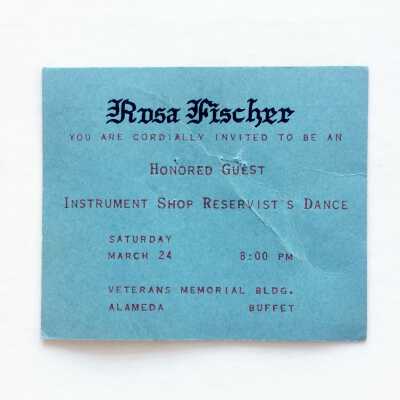 Rosa Fischer
YOU ARE CORDIALLY INVITED TO BE AN
HONORED GUEST
INSTRUMENT SHOP RESERVIST'S DANCE
SATURDAY
MARCH 24 8:00 PM
VETERANS MEMORIAL BLDG.
ALAMEDA BUFFET